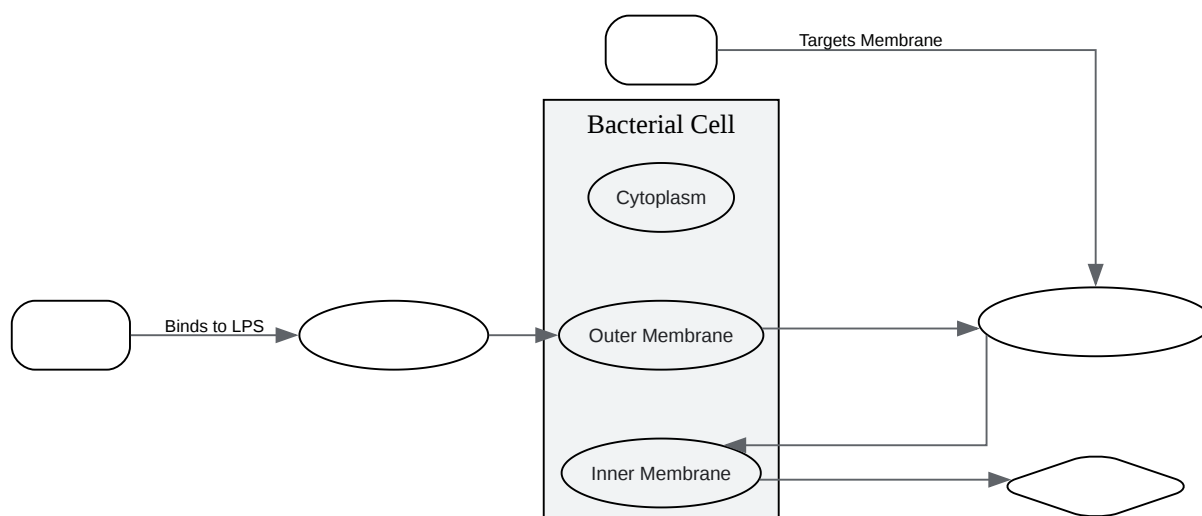 Targets Membrane
Bacterial Cell
Cytoplasm
Binds to LPS
Outer Membrane
Inner Membrane